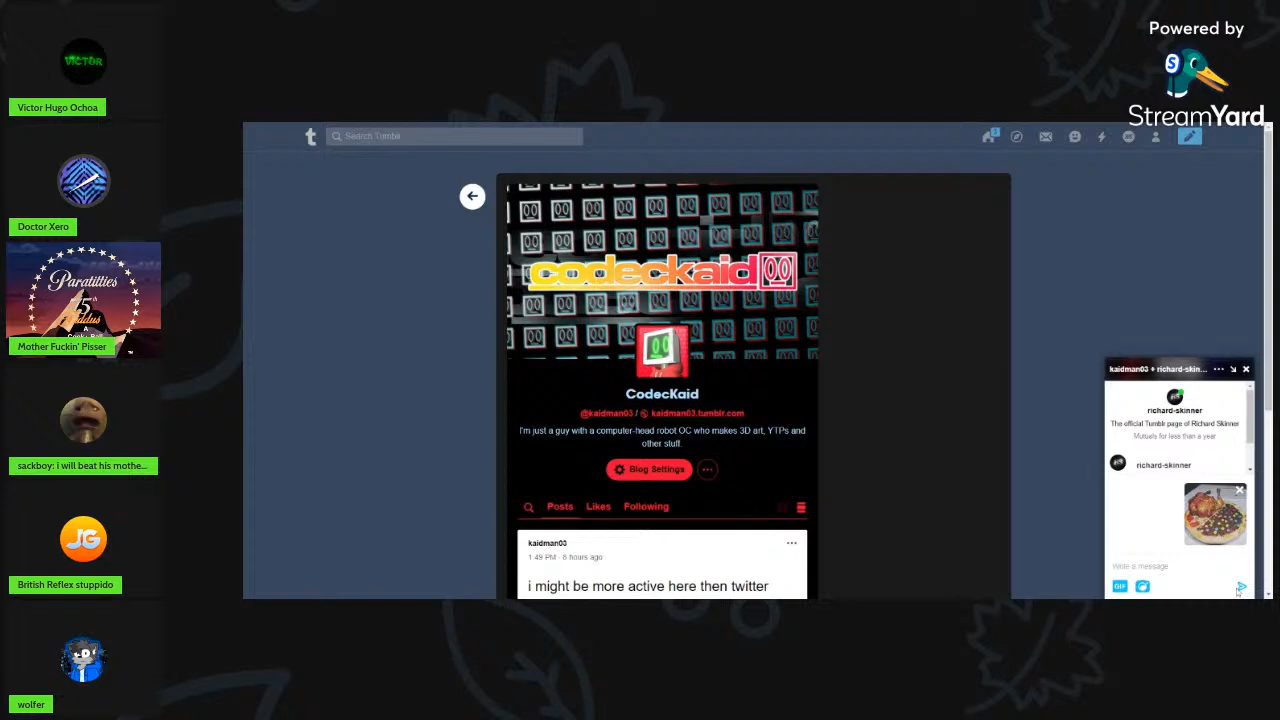 Powered by
StreamYard
VICTOR
Victor Hugo Ochoa
Doctor Xero
Paratitties
Mother Fuckin' Pisser
sackboy: i will beat his mothe...
JG
British Reflex stuppido
wolfer
t
Search Tumblr
codeckaid
CodecKaid
@kaidman03 / kaidman03.tumblr.com
I'm just a guy with a computer-head robot OC who makes 3D art, YTPs and
other stuff.
Blog Settings
Posts Likes Following
kaidman03
1:49 PM · 8 hours ago
i might be more active here then twitter
kaidman03 + richard-skin...
richard-skinner
The official Tumblr page of Richard Skinner
Mutuals for less than a year
richard-skinner
Write a message
GIF